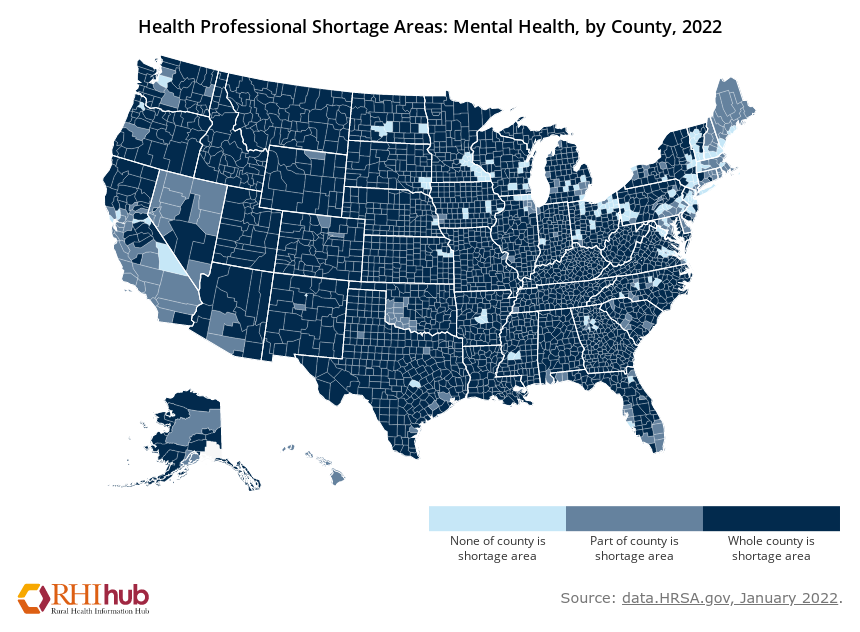 Health Professional Shortage Areas: Mental Health, by County, 2022
None of county is
shortage area
Part of county is
shortage area
Whole county is
shortage area
RHIhub
Rural Health Information Hub
Source: data.HRSA.gov, January 2022.